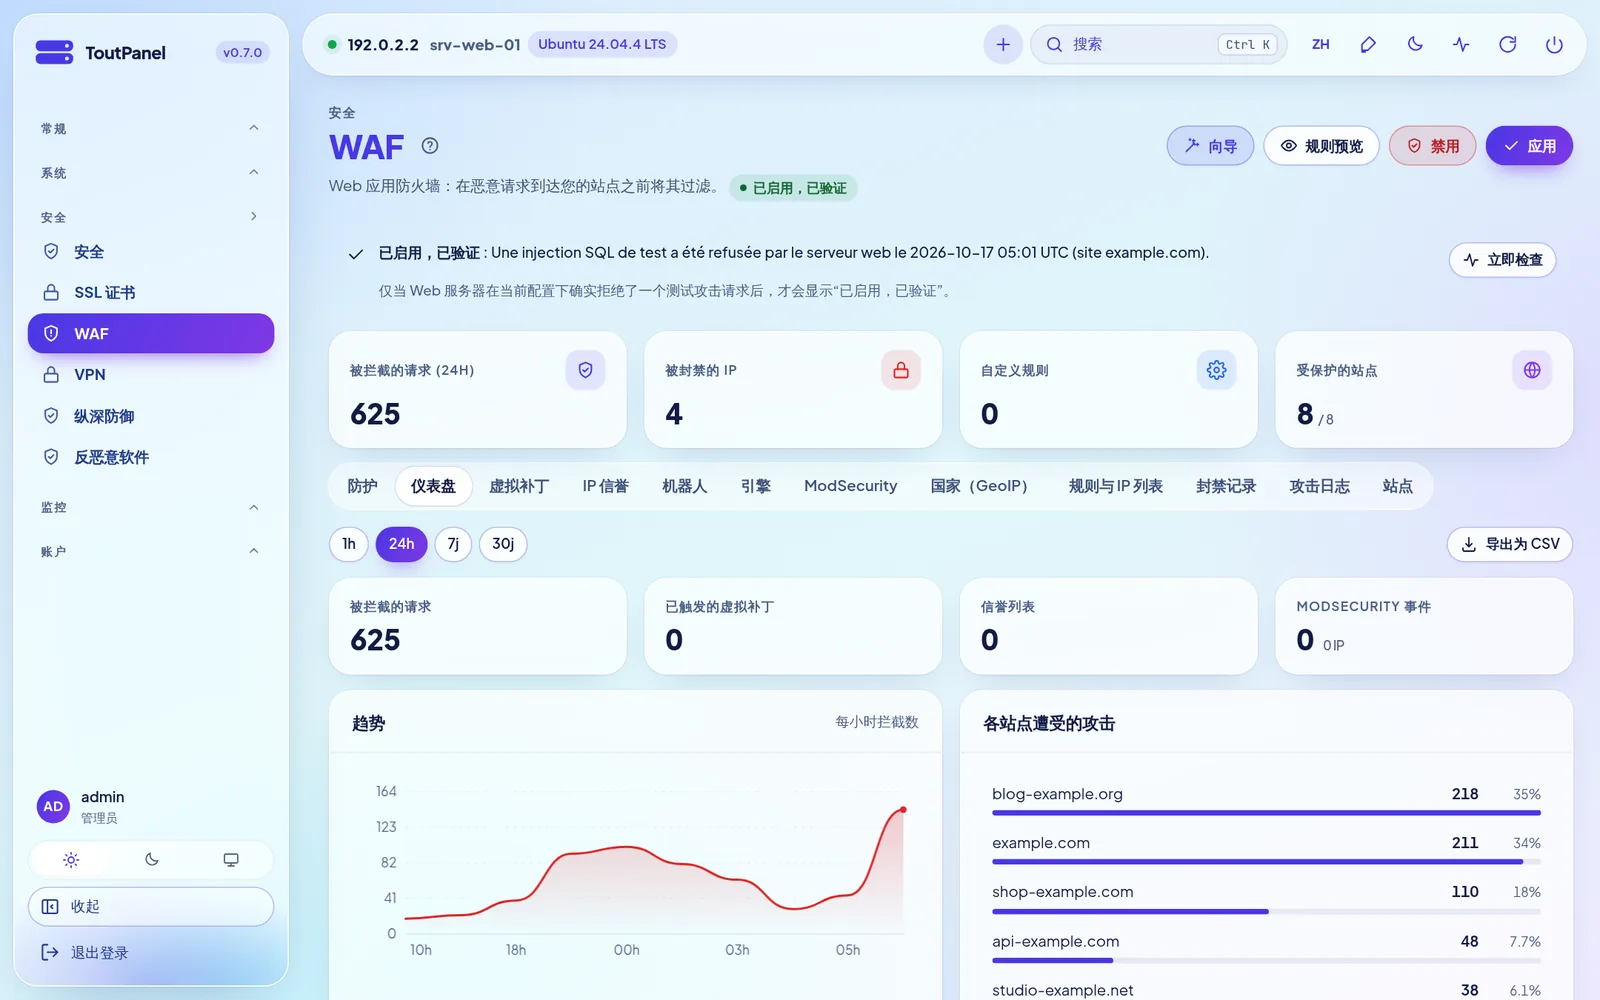 ToutPanel
v0.7.0
常规
系统
安全
安全
SSL 证书
WAF
VPN
纵深防御
反恶意软件
监控
账户
AD
admin
管理员
收起
退出登录
192.0.2.2 srv-web-01 Ubuntu 24.04.4 LTS
搜索
Ctrl K
ZH
安全
WAF
Web 应用防火墙：在恶意请求到达您的站点之前将其过滤。 已启用，已验证
向导
规则预览
禁用
应用
已启用，已验证 : Une injection SQL de test a été refusée par le serveur web le 2026-10-17 05:01 UTC (site example.com).
仅当 Web 服务器在当前配置下确实拒绝了一个测试攻击请求后，才会显示“已启用，已验证”。
立即检查
被拦截的请求 (24H)
625
被封禁的 IP
4
自定义规则
0
受保护的站点
8 / 8
防护 仪表盘 虚拟补丁 IP 信誉 机器人 引擎 ModSecurity 国家（GeoIP） 规则与 IP 列表 封禁记录 攻击日志 站点
1h 24h 7j 30j
导出为 CSV
被拦截的请求
625
已触发的虚拟补丁
0
信誉列表
0
MODSECURITY 事件
0 0 IP
趋势
每小时拦截数
164
123
82
41
0
10h 18h 00h 03h 05h
各站点遭受的攻击
blog-example.org 218 35%
example.com 211 34%
shop-example.com 110 18%
api-example.com 48 7.7%
studio-example.net 38 6.1%